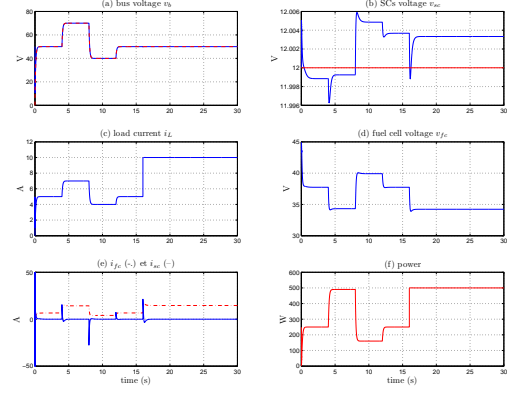 (a) bus voltage v_b
V
80
60
40
20
0
0 5 10 15 20 25 30
(b) SCs voltage v_sc
V
12.006
12.004
12.002
12
11.998
11.996
0 5 10 15 20 25 30
(c) load current i_L
A
12
10
8
6
4
2
0
0 5 10 15 20 25 30
(d) fuel cell voltage v_fc
V
45
40
35
30
0 5 10 15 20 25 30
(e) i_fc (-.) et i_sc (–)
A
50
0
−50
0 5 10 15 20 25 30
time (s)
(f) power
W
600
500
400
300
200
100
0
0 5 10 15 20 25 30
time (s)